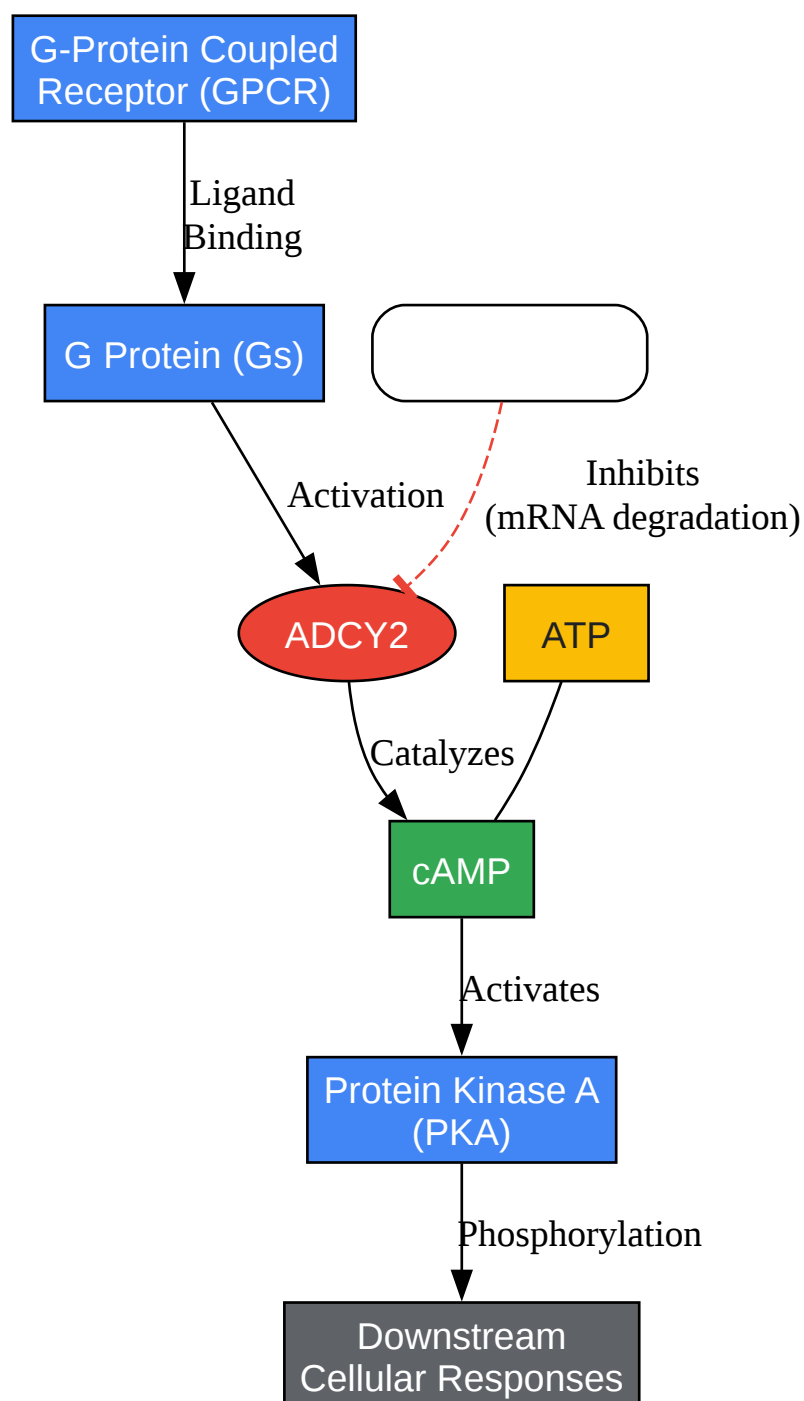 G-Protein Coupled
Receptor (GPCR)
Ligand
Binding
G Protein (Gs)
Inhibits
(mRNA degradation)
Activation
ADCY2
ATP
Catalyzes
cAMP
Activates
Protein Kinase A
(PKA)
Phosphorylation
Downstream
Cellular Responses